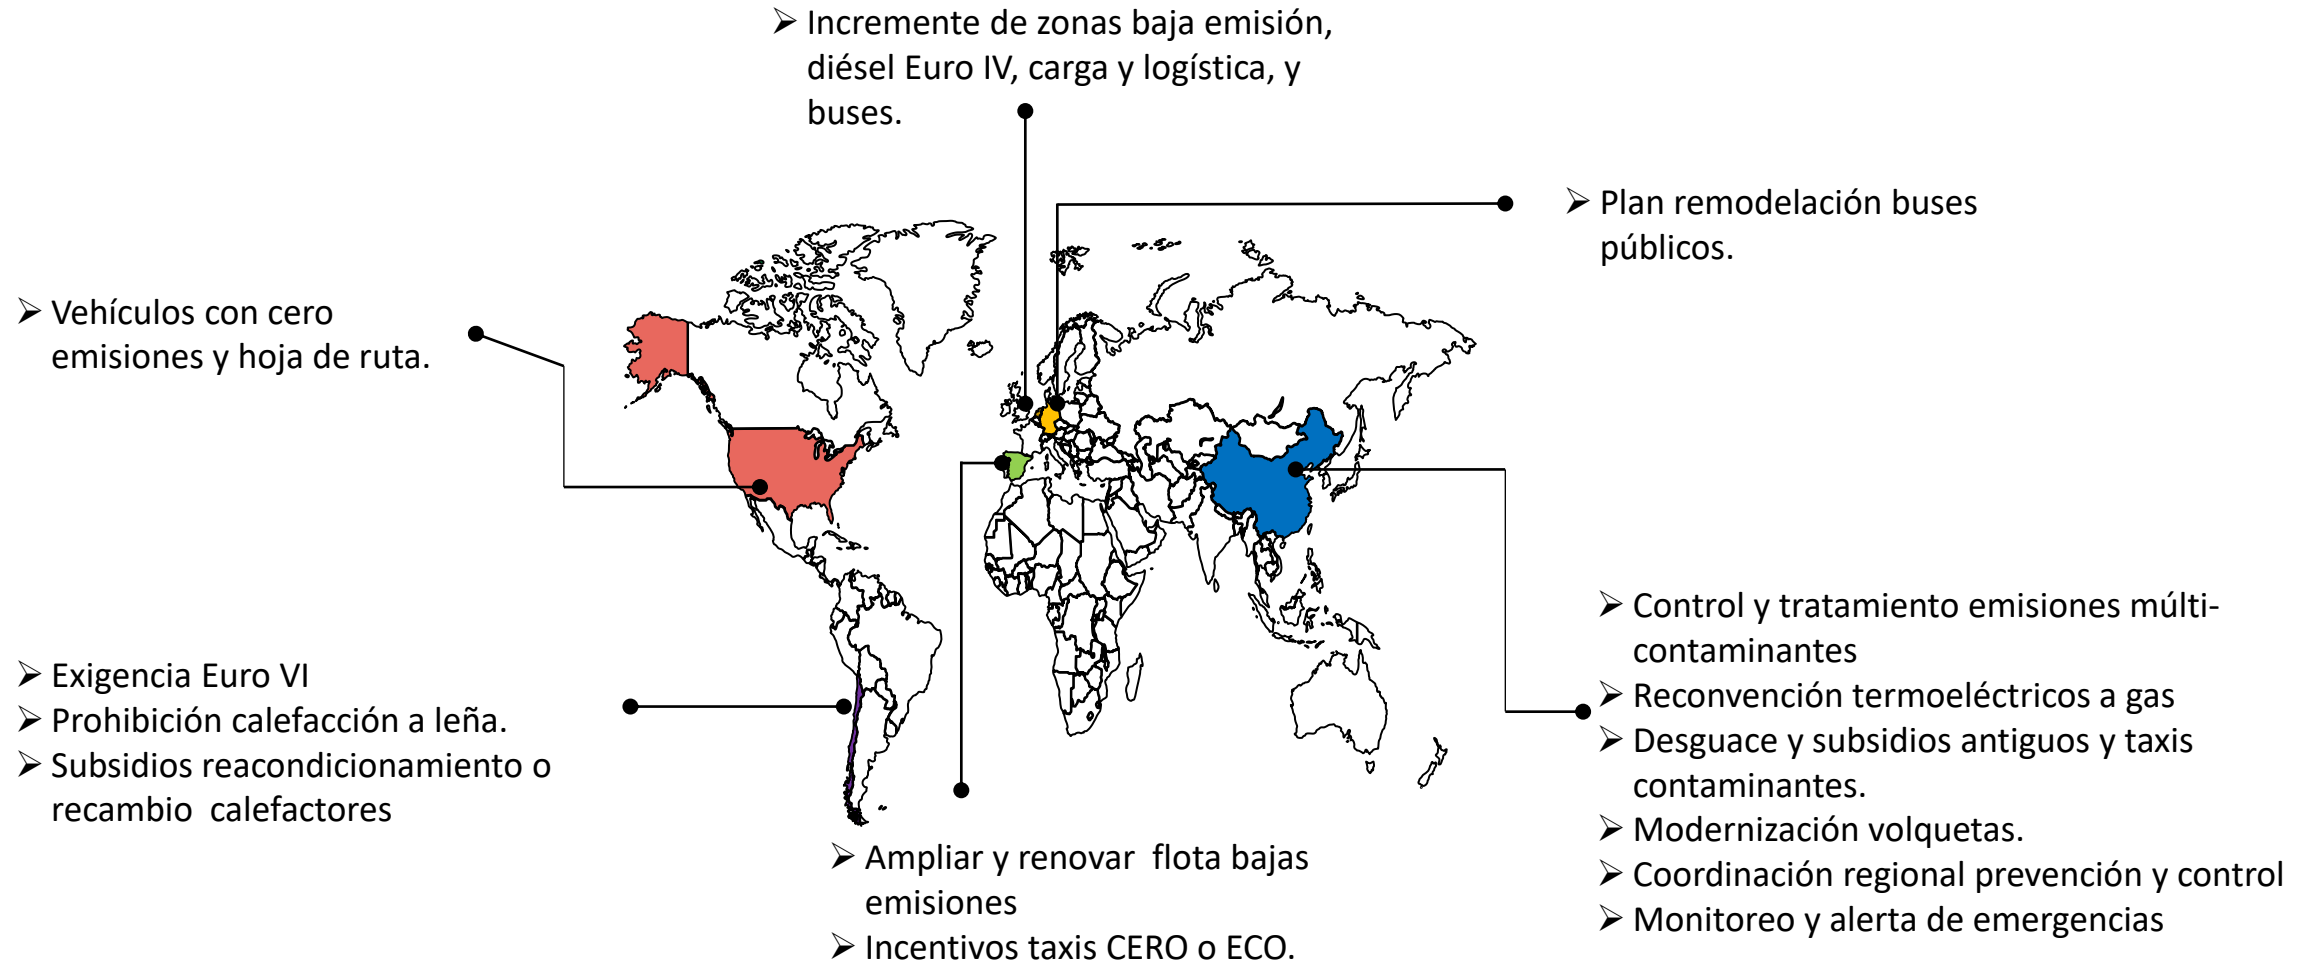 ➢ Incremente de zonas baja emisión,
diésel Euro IV, carga y logística, y
buses.
➢ Plan remodelación buses
públicos.
➢ Vehículos con cero
emisiones y hoja de ruta.
➢ Exigencia Euro VI
➢ Prohibición calefacción a leña.
➢ Subsidios reacondicionamiento o
recambio calefactores
➢ Ampliar y renovar flota bajas
emisiones
➢ Incentivos taxis CERO o ECO.
➢ Control y tratamiento emisiones múlti-
contaminantes
➢ Reconvención termoeléctricos a gas
➢ Desguace y subsidios antiguos y taxis
contaminantes.
➢ Modernización volquetas.
➢ Coordinación regional prevención y control
➢ Monitoreo y alerta de emergencias